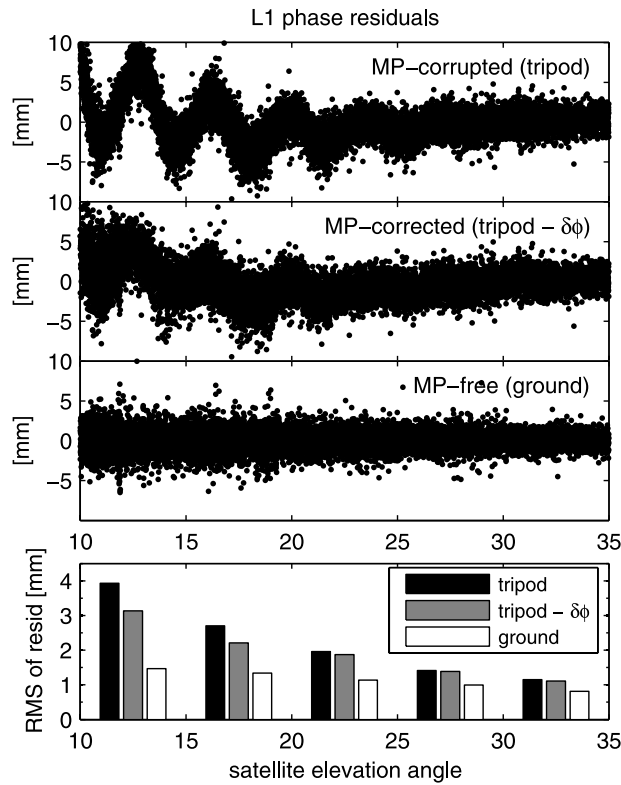 L1 phase residuals
10
5
0
−5
[mm]
MP−corrupted (tripod)
10
5
0
−5
[mm]
MP−corrected (tripod − δϕ)
10
5
0
−5
[mm]
MP−free (ground)
10 15 20 25 30 35
4
3
2
1
0
RMS of resid [mm]
tripod
tripod − δϕ
ground
10 15 20 25 30 35
satellite elevation angle